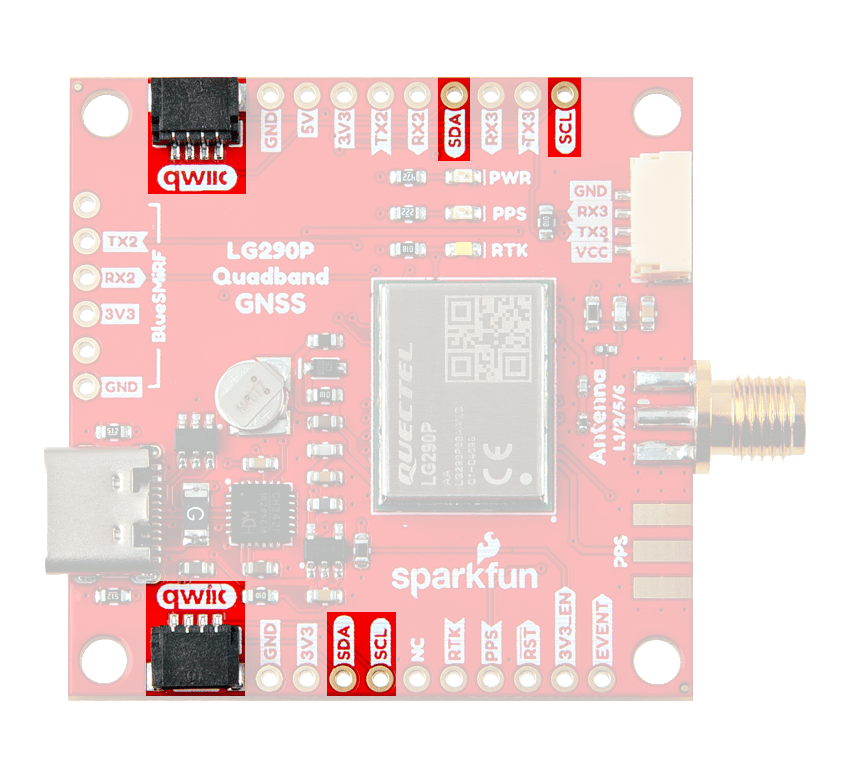 qwiic
GND
5V
3V3
TX2
RX2
SDA
RX3
TX3
SCL
PWR
PPS
RTK
GND
RX3
TX3
VCC
TX2
RX2
3V3
GND
BlueSMiRF
LG290P
Quadband
GNSS
QUECTEL
LG290P
AA
CE
Antenna
L1/2/5/6
PPS
sparkfun
qwiic
GND
3V3
SDA
SCL
NC
RTK
PPS
RST
3V3_EN
EVENT